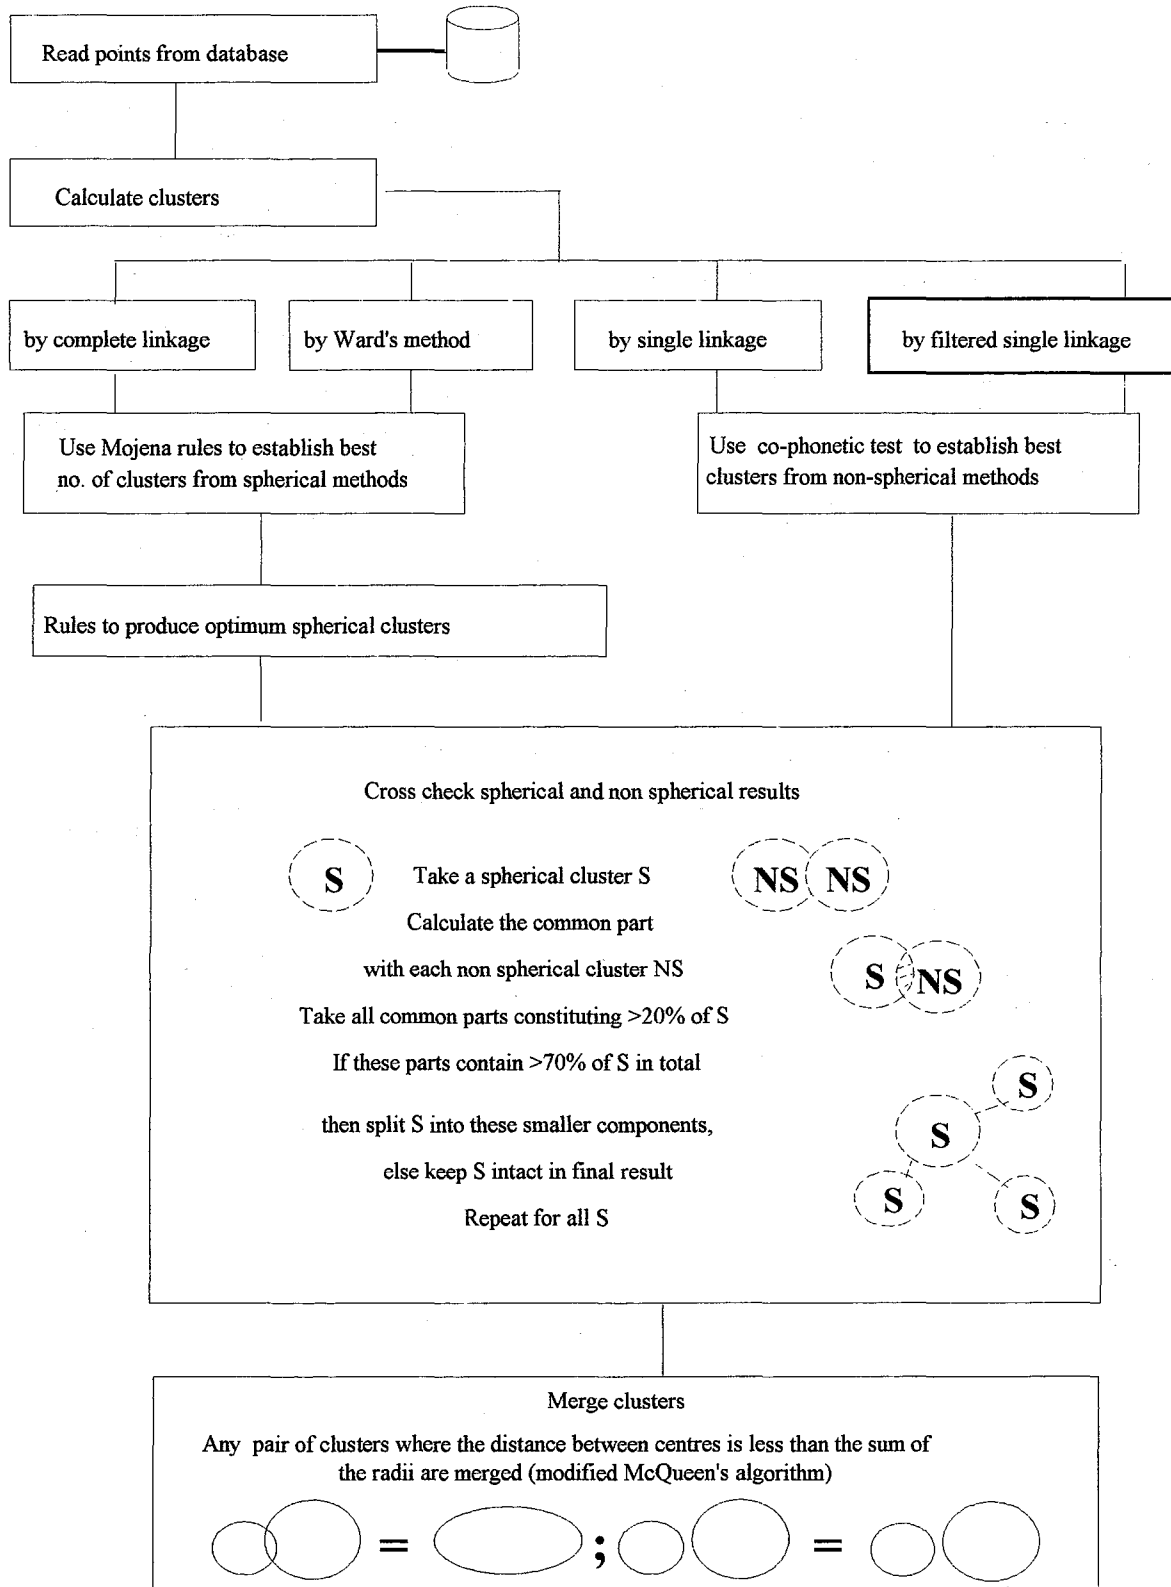 Read points from database
Calculate clusters
by complete linkage
by Ward's method
by single linkage
by filtered single linkage
Use Mojena rules to establish best
no. of clusters from spherical methods
Use co-phonetic test to establish best
clusters from non-spherical methods
Rules to produce optimum spherical clusters
Cross check spherical and non spherical results
S
Take a spherical cluster S
NS NS
Calculate the common part
with each non spherical cluster NS
S NS
Take all common parts constituting >20% of S
If these parts contain >70% of S in total
S
then split S into these smaller components,
S
else keep S intact in final result
S S
Repeat for all S
Merge clusters
Any pair of clusters where the distance between centres is less than the sum of
the radii are merged (modified McQueen's algorithm)
= ; =